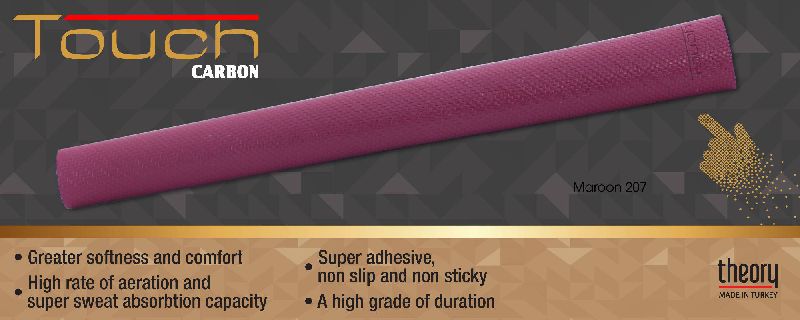 Touch
CARBON
Maroon 207
• Greater softness and comfort
• High rate of aeration and
super sweat absorbtion capacity
• Super adhesive,
non slip and non sticky
• A high grade of duration
theory
MADE IN TURKEY